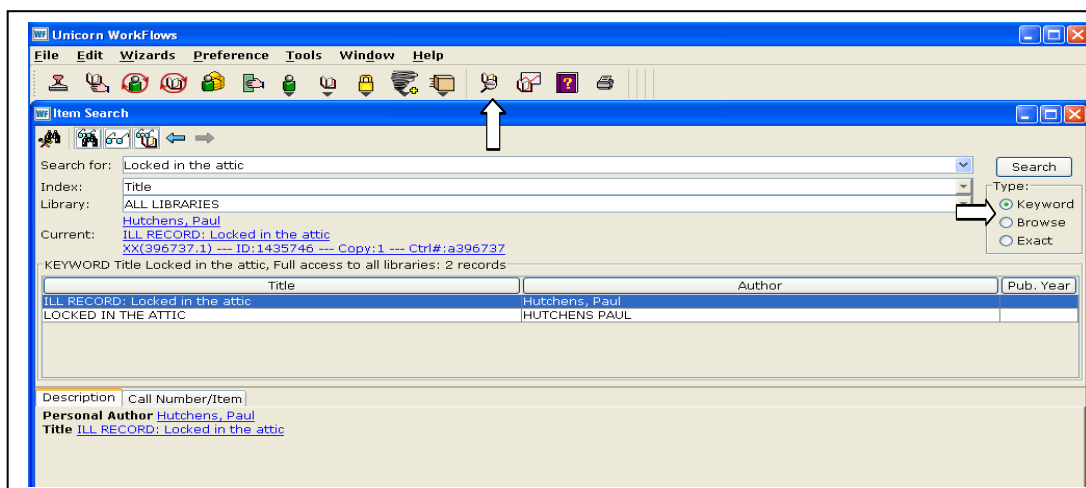 WF Unicorn WorkFlows
File Edit Wizards Preference Tools Window Help
?
WF Item Search
Search for: Locked in the attic Search
Index: Title Type:
Library: ALL LIBRARIES Keyword
Hutchens, Paul Browse
Current: ILL RECORD: Locked in the attic Exact
XX(396737.1) --- ID:1435746 --- Copy:1 --- Ctrl#:a396737
KEYWORD Title Locked in the attic, Full access to all libraries: 2 records
Title Author Pub. Year
ILL RECORD: Locked in the attic Hutchens, Paul
LOCKED IN THE ATTIC HUTCHENS PAUL
Description Call Number/Item
Personal Author Hutchens, Paul
Title ILL RECORD: Locked in the attic